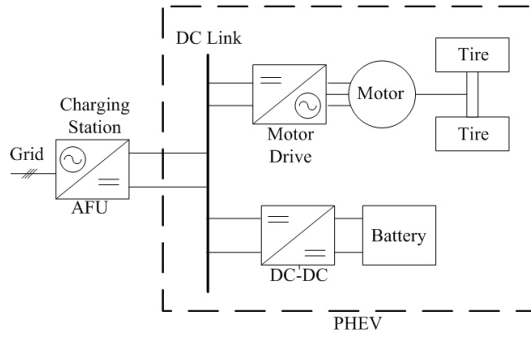 DC Link
Tire
Motor
Tire
Motor
Drive
Charging
Station
Grid
AFU
Battery
DC-DC
PHEV